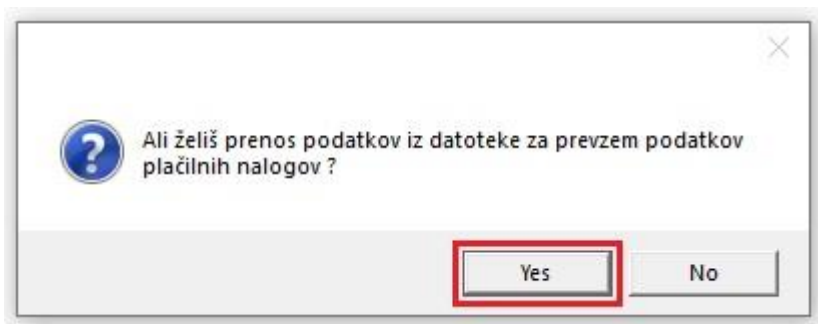 Ali želiš prenos podatkov iz datoteke za prevzem podatkov
plačilnih nalogov ?
Yes No